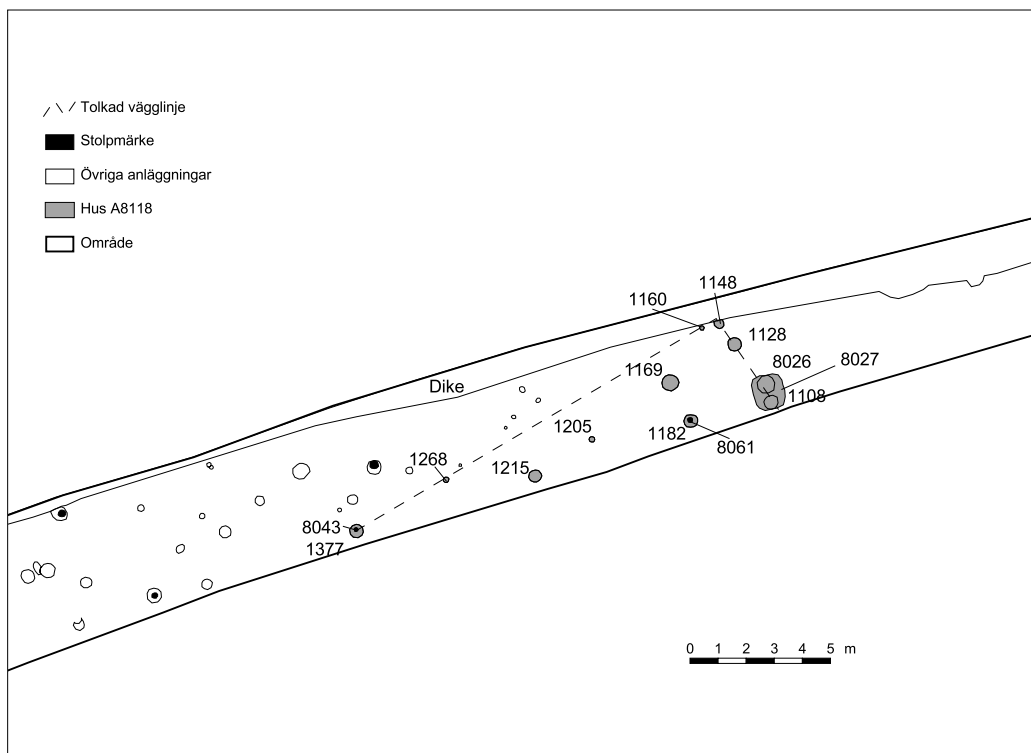 Tolkad vägglinje
Stolpmärke
Övriga anläggningar
Hus A8118
Område
1148
1160
1128
8026
8027
1169
Dike
1108
1205
1182
8061
1268
1215
8043
1377
0 1 2 3 4 5 m